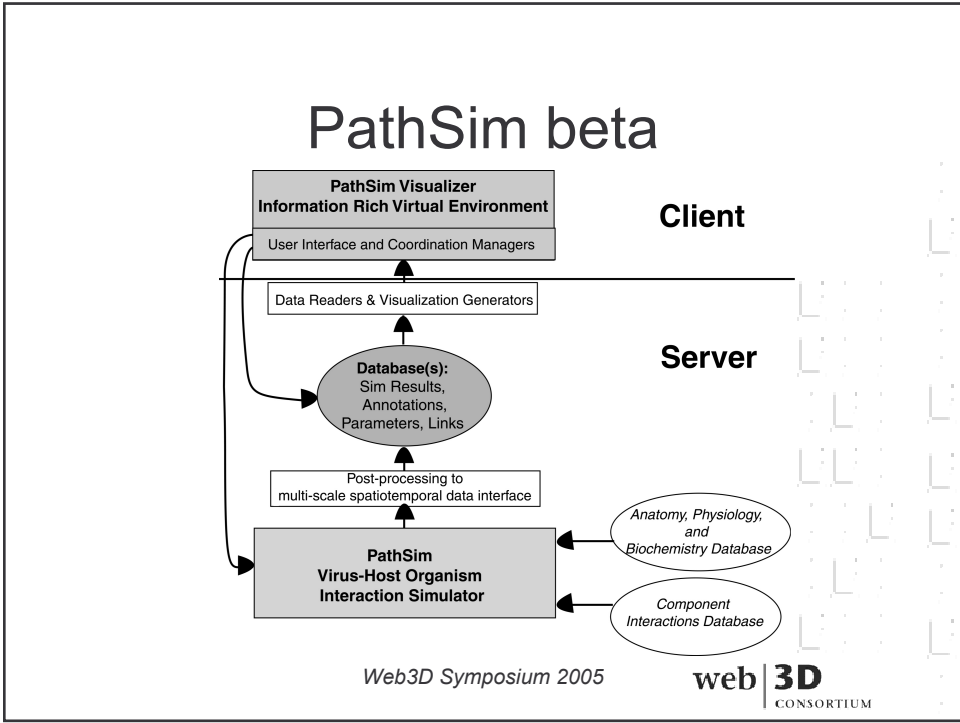 PathSim beta
PathSim Visualizer
Information Rich Virtual Environment
User Interface and Coordination Managers
Client
Data Readers & Visualization Generators
Server
Database(s):
Sim Results,
Annotations,
Parameters, Links
Post-processing to
multi-scale spatiotemporal data interface
PathSim
Virus-Host Organism
Interaction Simulator
Anatomy, Physiology,
and
Biochemistry Database
Component
Interactions Database
Web3D Symposium 2005
web 3D
CONSORTIUM